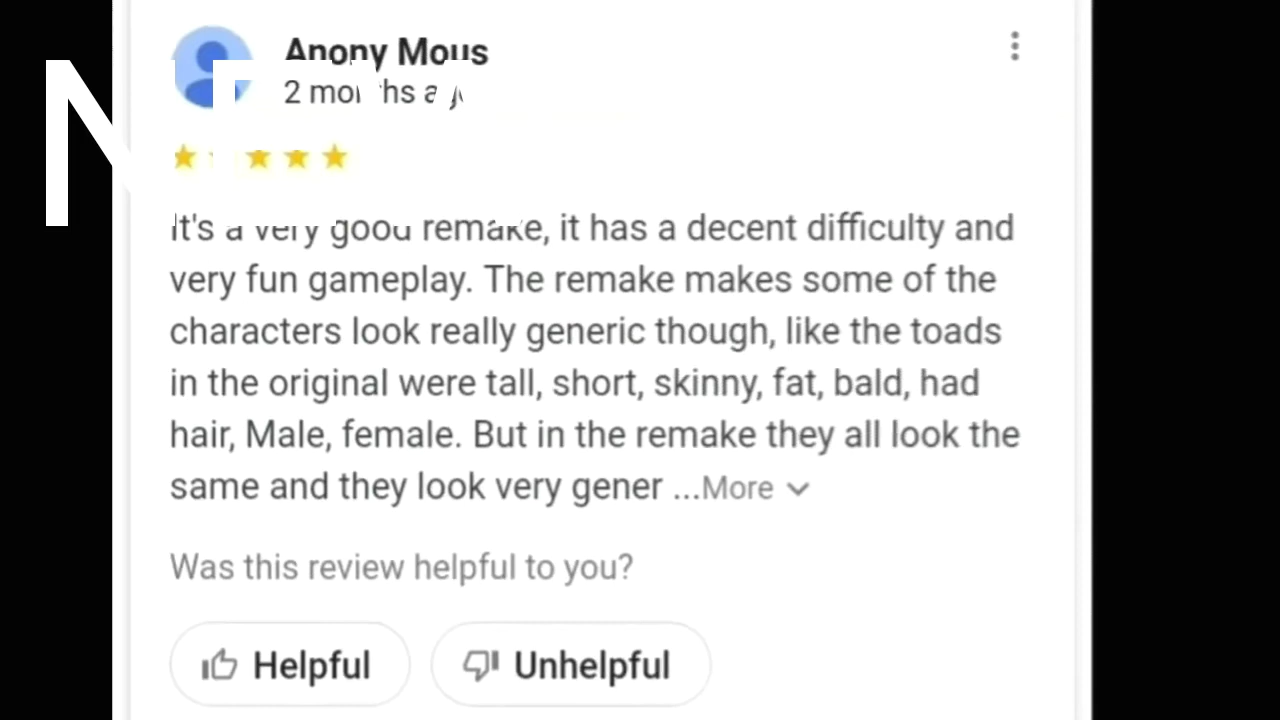 Anony Mous
2 months ago
It's a very good remake, it has a decent difficulty and
very fun gameplay. The remake makes some of the
characters look really generic though, like the toads
in the original were tall, short, skinny, fat, bald, had
hair, Male, female. But in the remake they all look the
same and they look very gener ...More
Was this review helpful to you?
Helpful
Unhelpful